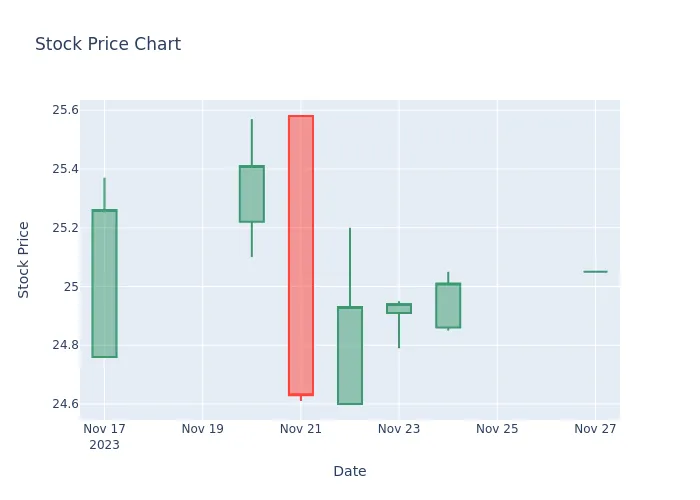 Stock Price Chart
25.6
25.4
25.2
25
24.8
24.6
Stock Price
Nov 17
2023
Nov 19
Nov 21
Nov 23
Nov 25
Nov 27
Date